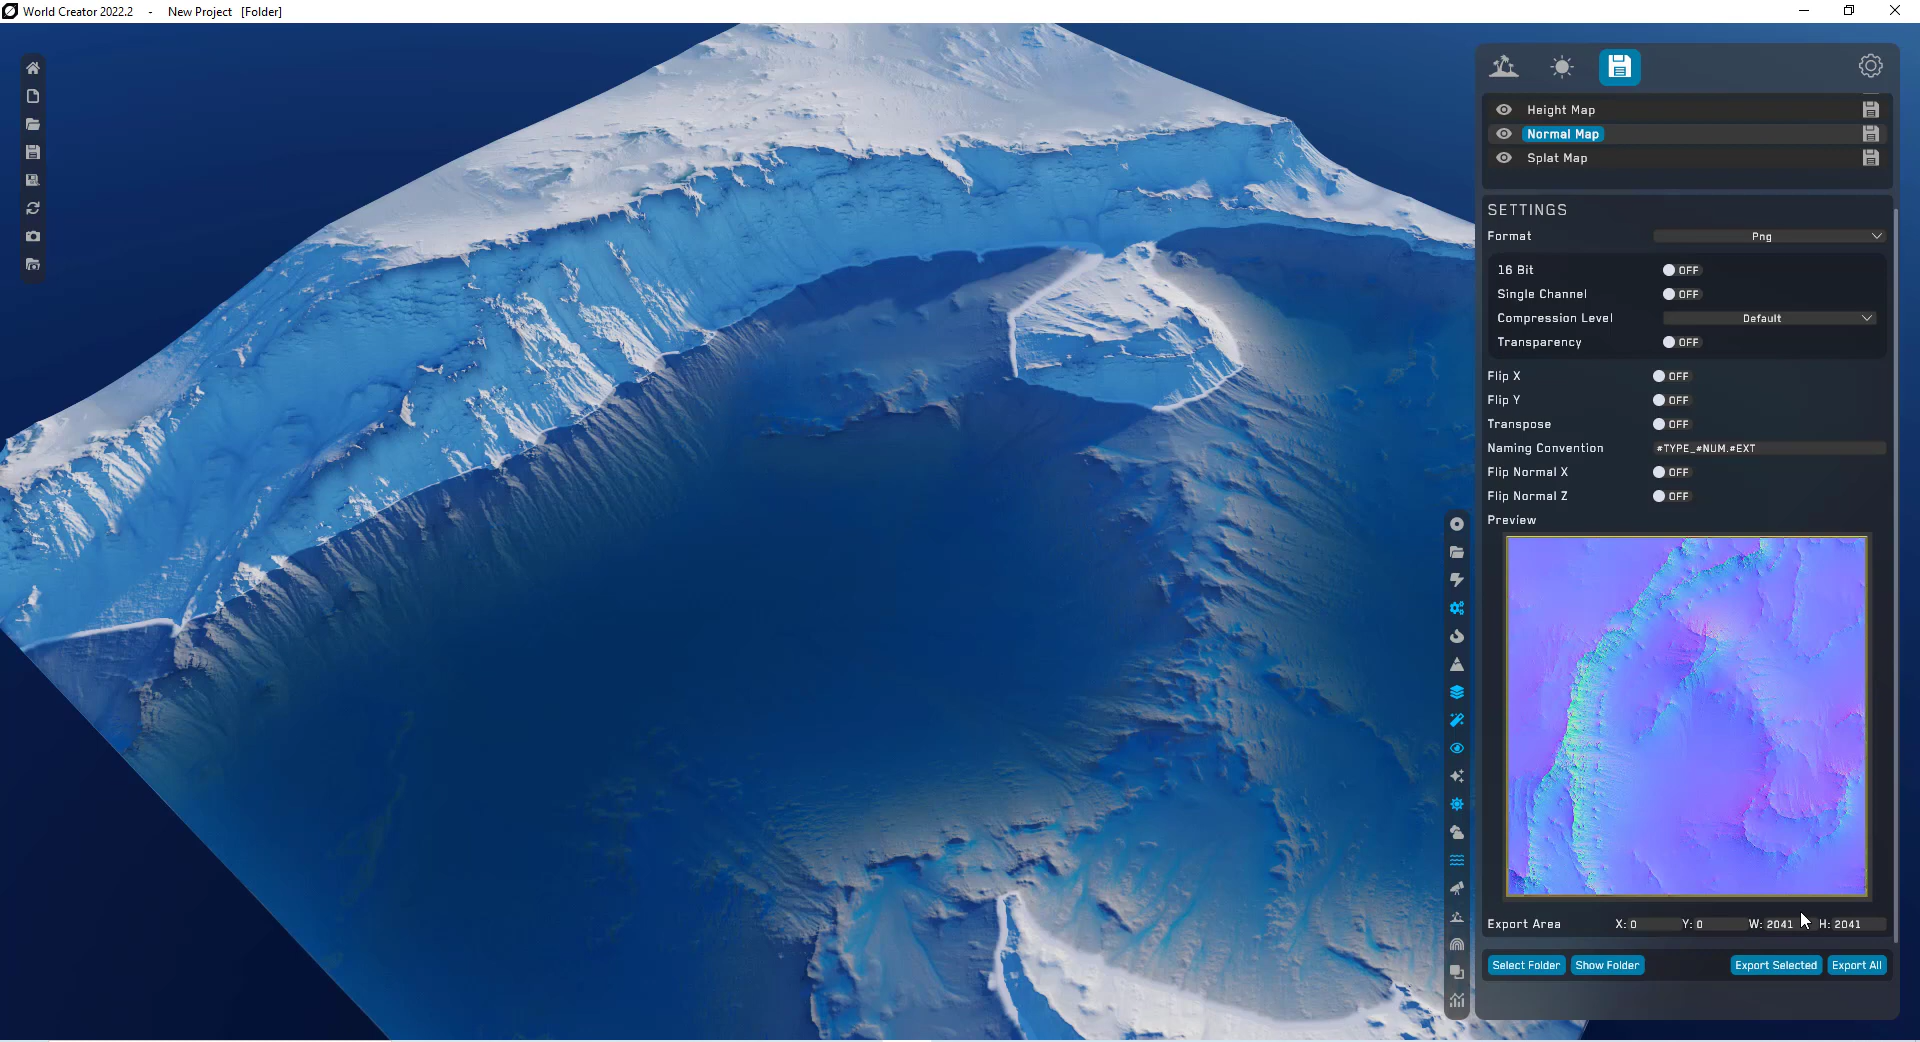 World Creator 2022.2 - New Project [Folder]
Height Map
Normal Map
Splat Map
SETTINGS
Format Png
16 Bit OFF
Single Channel OFF
Compression Level Default
Transparency OFF
Flip X OFF
Flip Y OFF
Transpose OFF
Naming Convention #TYPE_#NUM.#EXT
Flip Normal X OFF
Flip Normal Z OFF
Preview
Export Area X: 0 Y: 0 W: 2041 H: 2041
Select Folder Show Folder Export Selected Export All